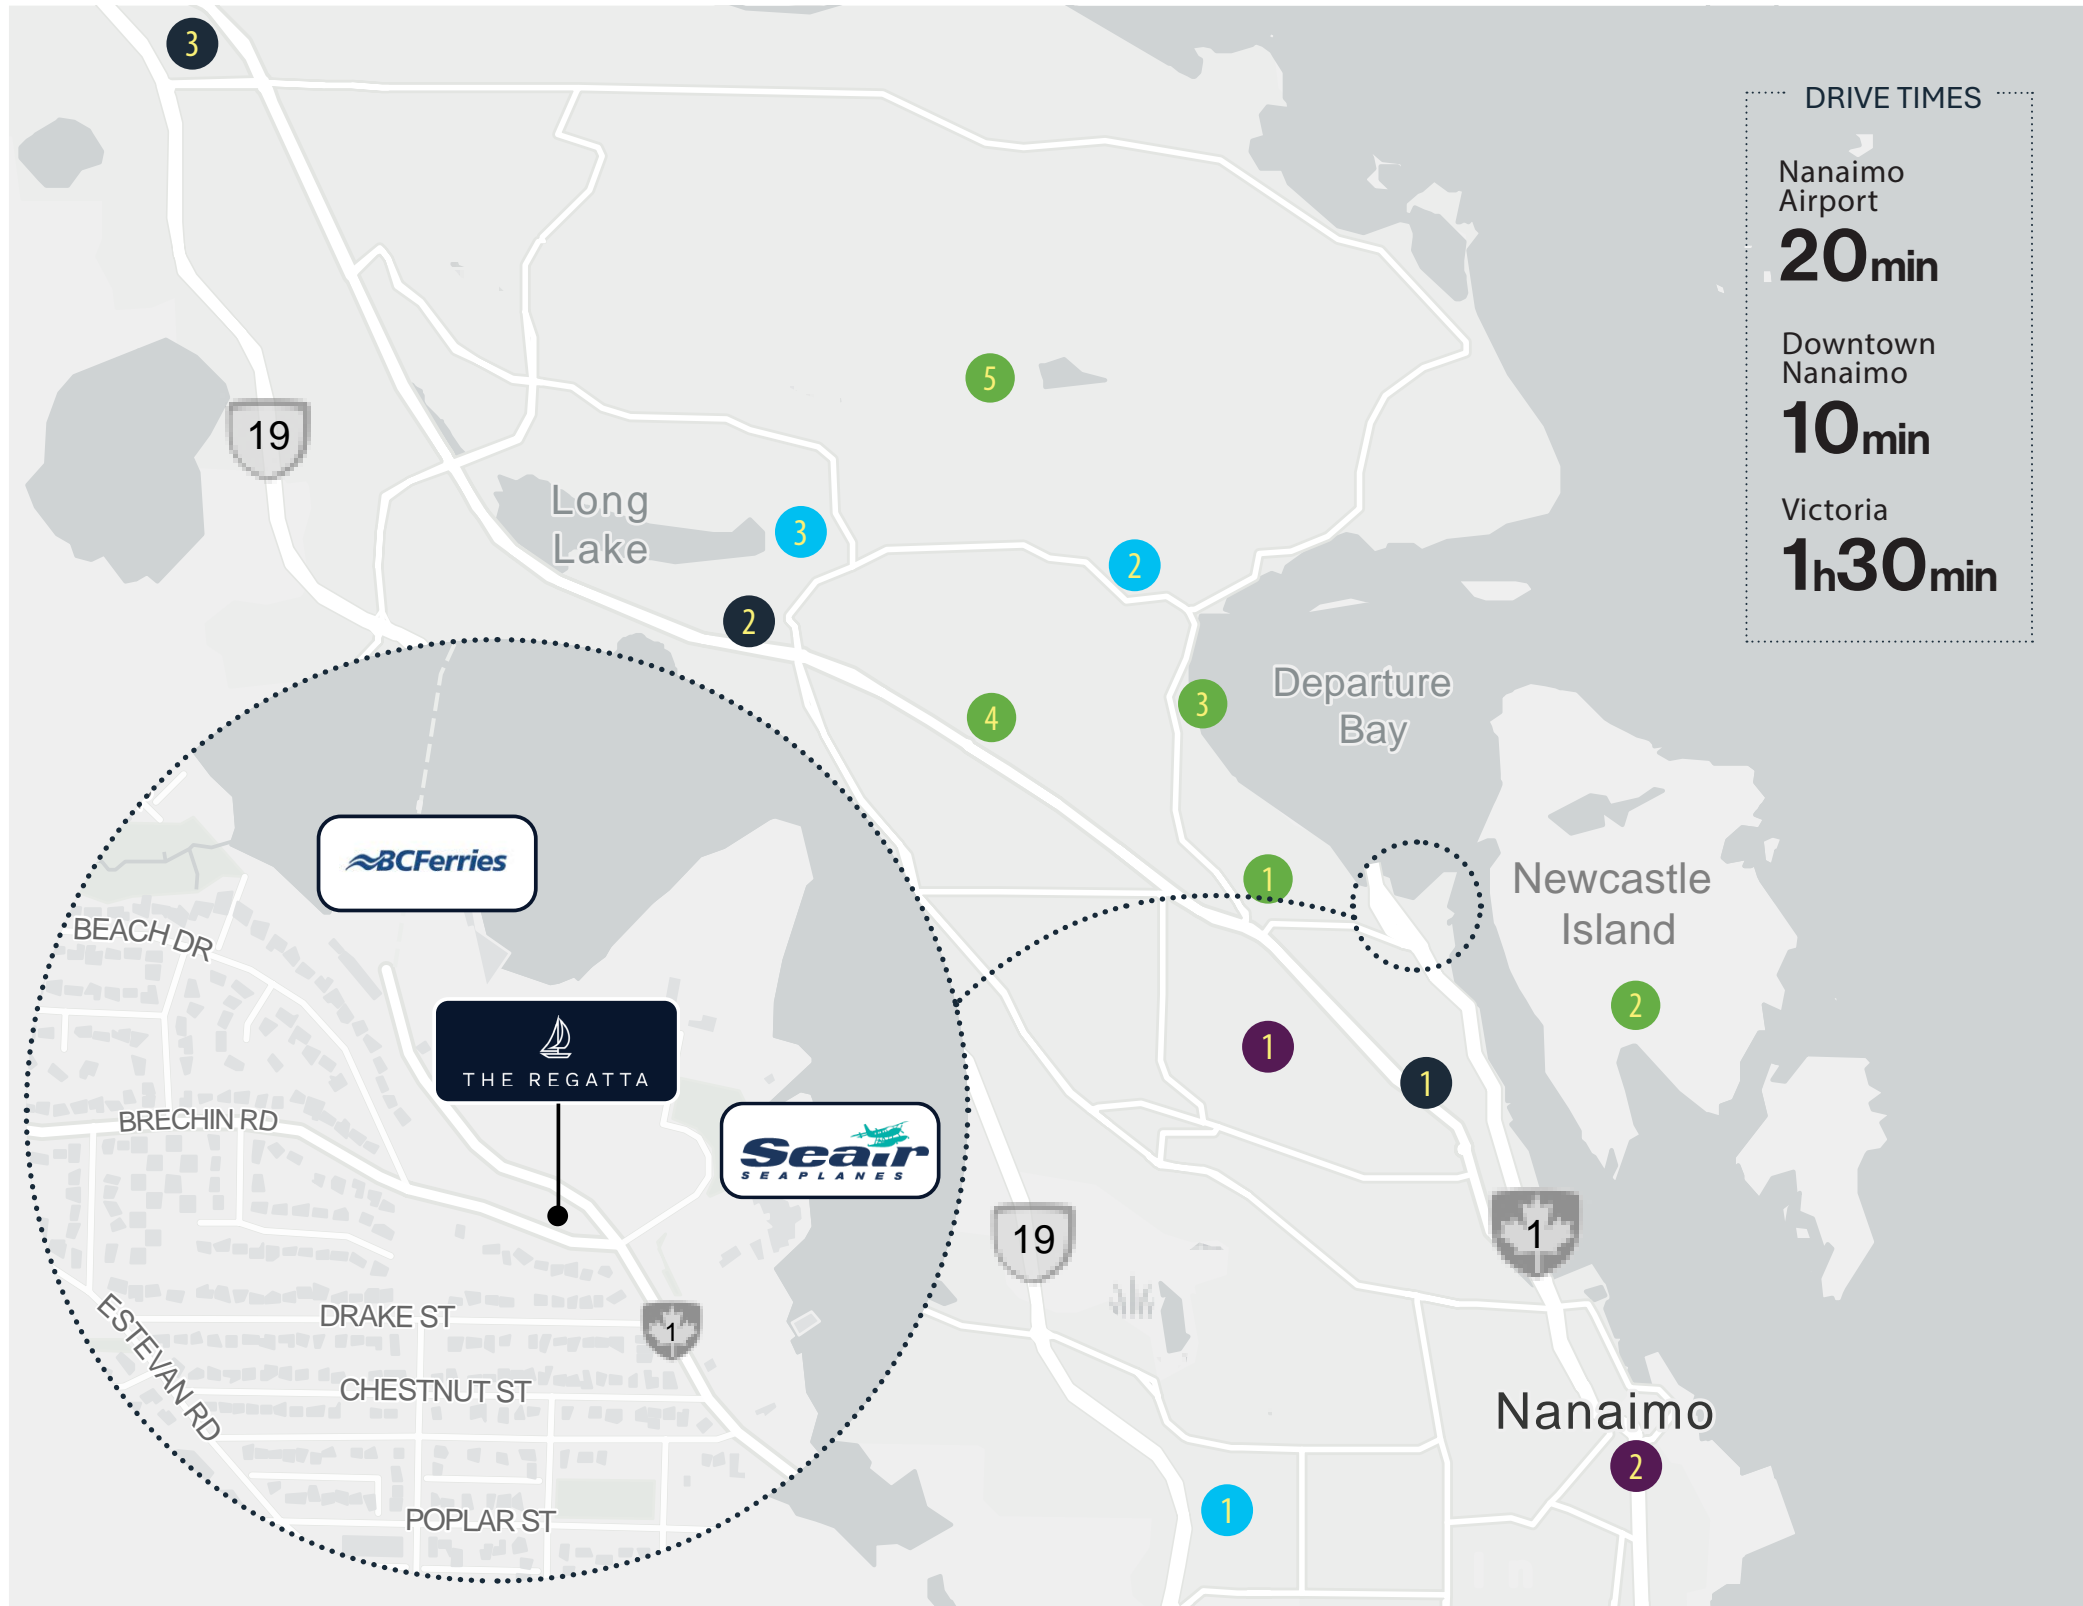 3
DRIVE TIMES
Nanaimo
Airport
20min
Downtown
Nanaimo
10min
Victoria
1h30min
5
19
Long
Lake
3
2
2
Departure
Bay
4
3
Newcastle
Island
1
2
1
1
BCFerries
BEACH DR
THE REGATTA
BRECHIN RD
Seair
SEAPLANES
19
1
DRAKE ST
1
ESTEVAN RD
CHESTNUT ST
POPLAR ST
Nanaimo
2
1